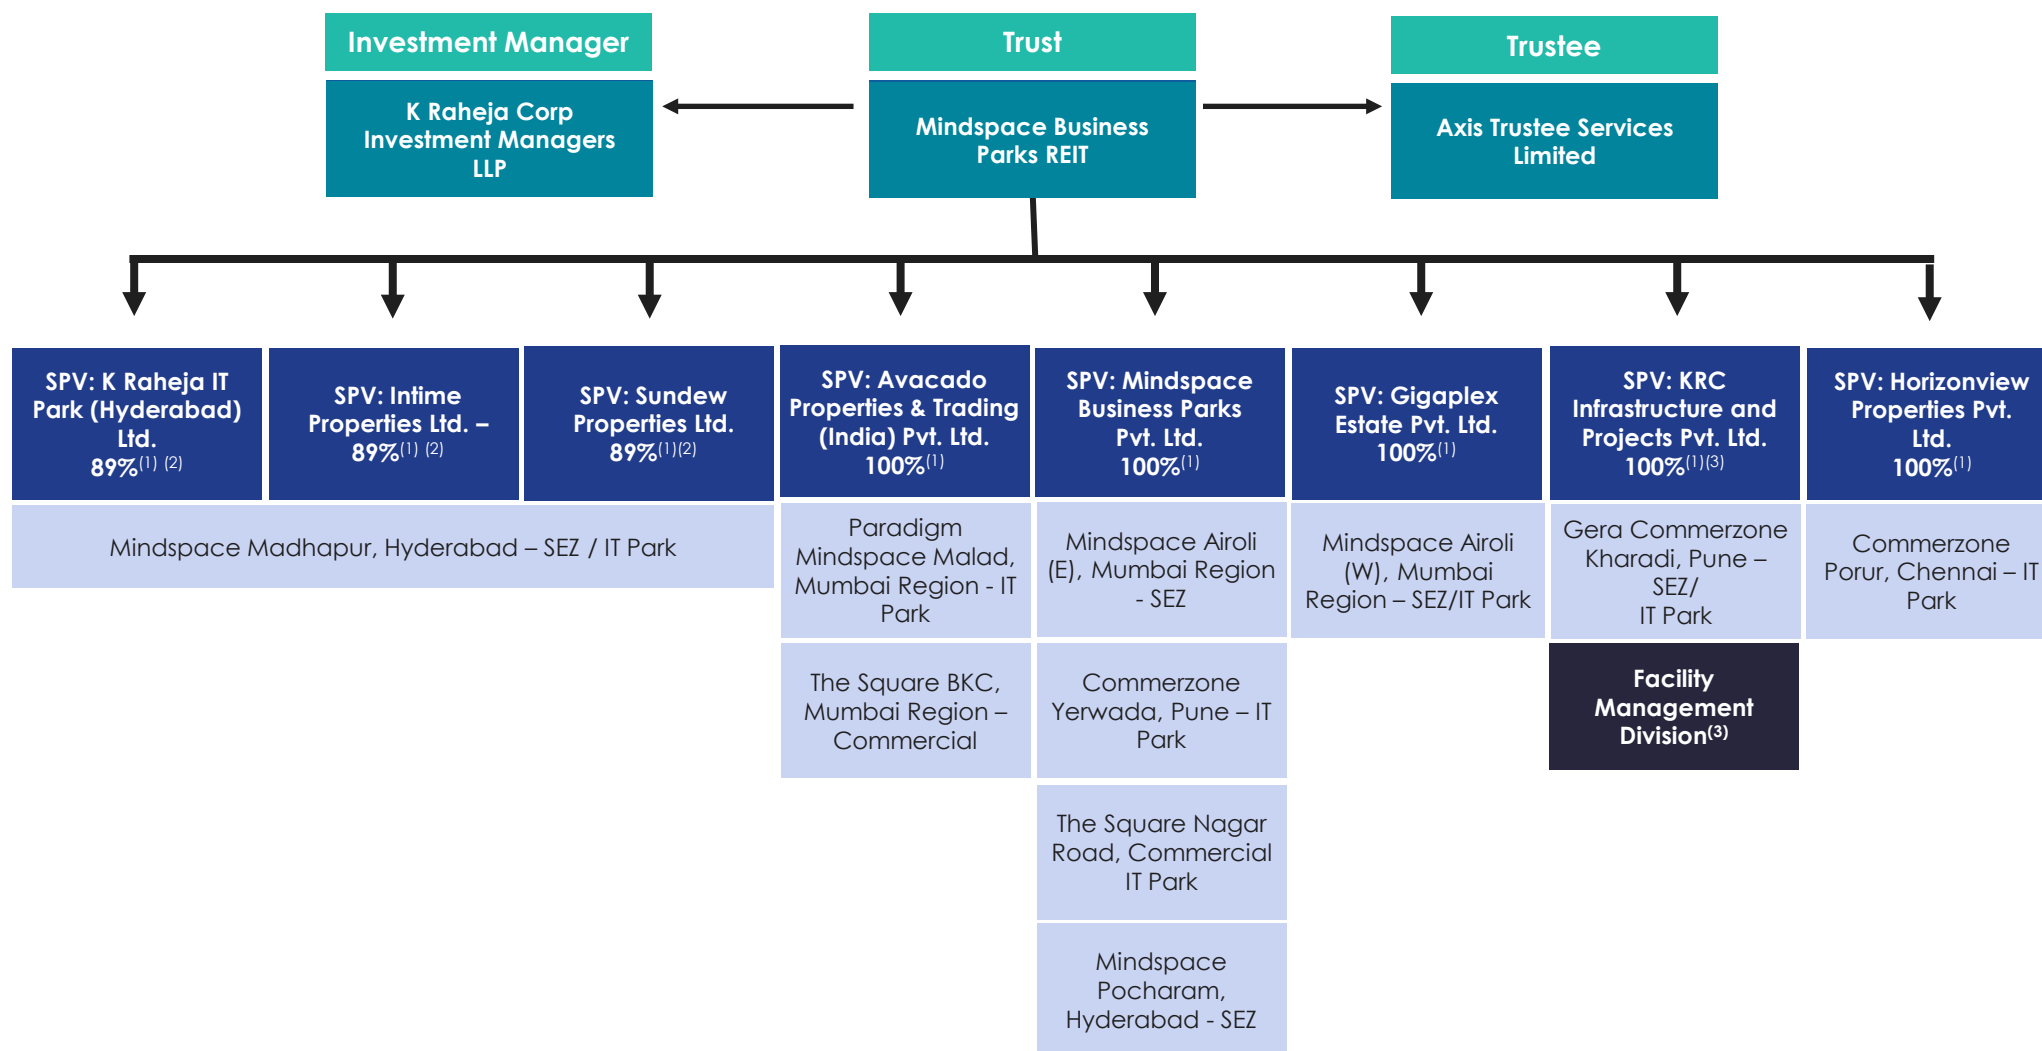 Investment Manager
Trust
Trustee
K Raheja Corp
Investment Managers
LLP
Mindspace Business
Parks REIT
Axis Trustee Services
Limited
SPV: K Raheja IT
Park (Hyderabad)
Ltd.
89%(1) (2)
SPV: Intime
Properties Ltd. –
89%(1) (2)
SPV: Sundew
Properties Ltd.
89%(1)(2)
SPV: Avacado
Properties & Trading
(India) Pvt. Ltd.
100%(1)
SPV: Mindspace
Business Parks
Pvt. Ltd.
100%(1)
SPV: Gigaplex
Estate Pvt. Ltd.
100%(1)
SPV: KRC
Infrastructure and
Projects Pvt. Ltd.
100%(1)(3)
SPV: Horizonview
Properties Pvt.
Ltd.
100%(1)
Mindspace Madhapur, Hyderabad – SEZ / IT Park
Paradigm
Mindspace Malad,
Mumbai Region - IT
Park
Mindspace Airoli
(E), Mumbai Region
- SEZ
Mindspace Airoli
(W), Mumbai
Region – SEZ/IT Park
Gera Commerzone
Kharadi, Pune –
SEZ/
IT Park
Commerzone
Porur, Chennai – IT
Park
The Square BKC,
Mumbai Region –
Commercial
Commerzone
Yerwada, Pune – IT
Park
Facility
Management
Division(3)
The Square Nagar
Road, Commercial
IT Park
Mindspace
Pocharam,
Hyderabad - SEZ